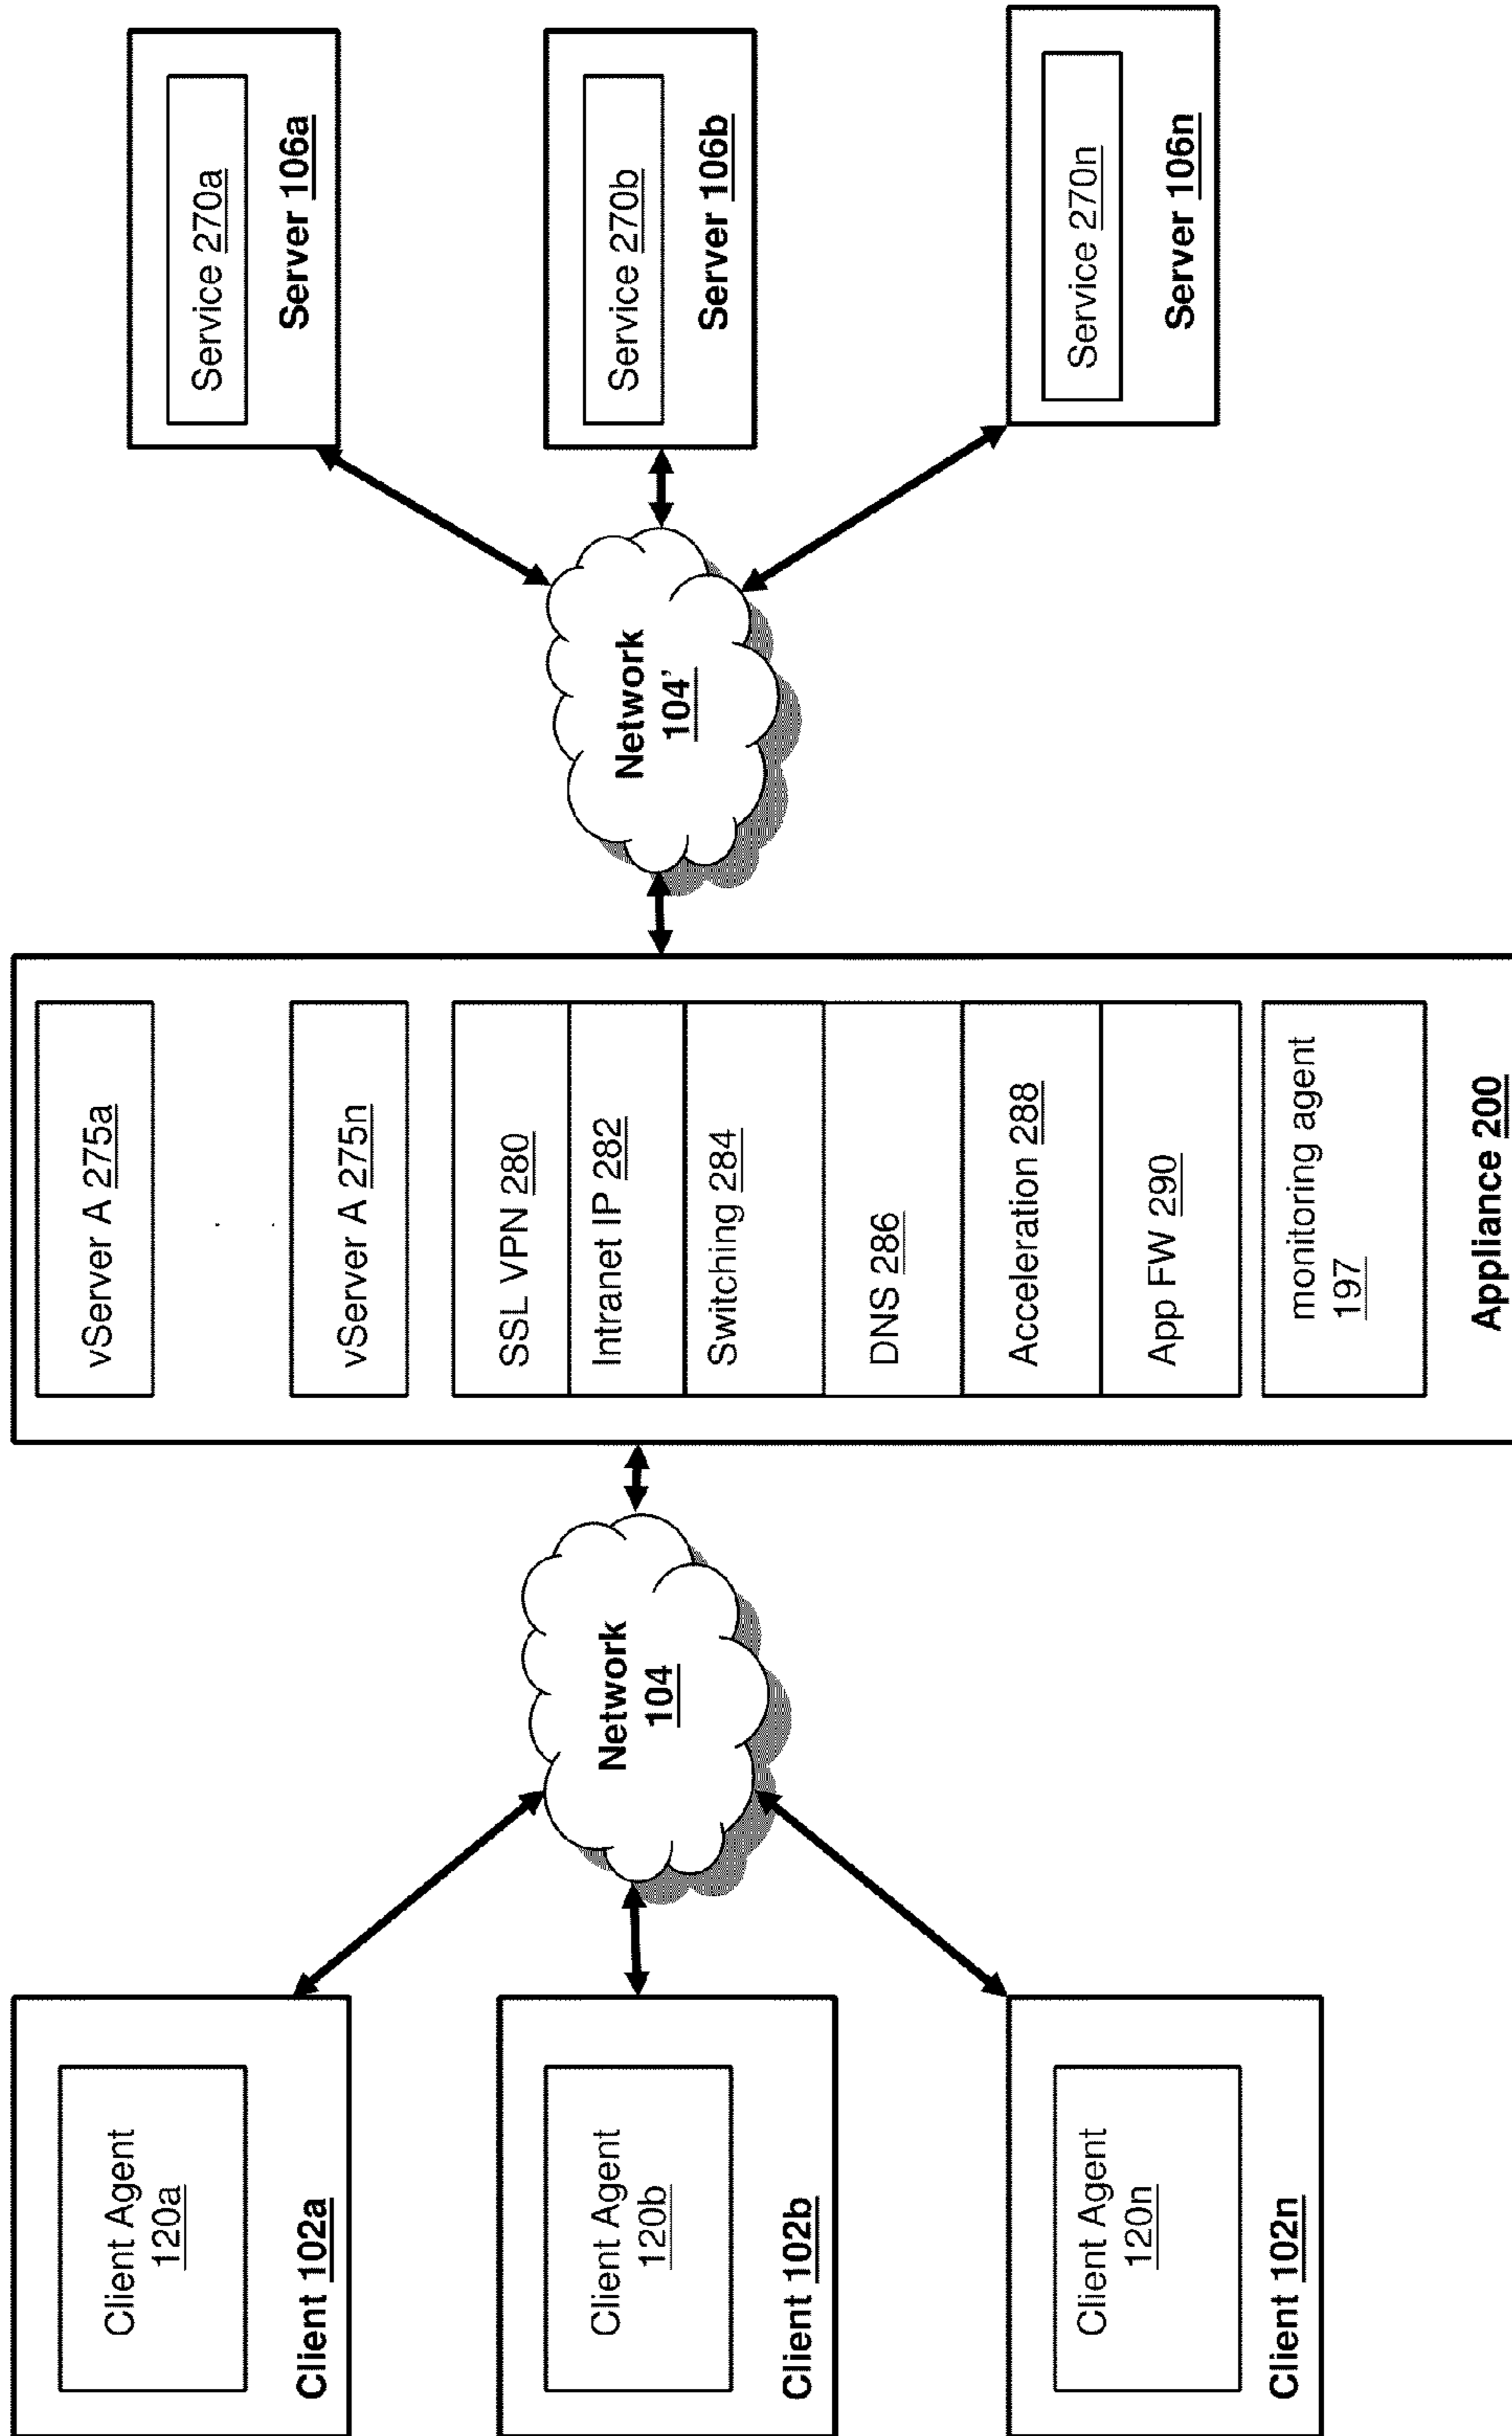 Client Agent
120a
Client 102a
Client Agent
120b
Client 102b
Client Agent
120n
Client 102n
Network
104
vServer A 275a
vServer A 275n
SSL VPN 280
Intranet IP 282
Switching 284
DNS 286
Acceleration 288
App FW 290
monitoring agent
197
Appliance 200
Network
104'
Service 270a
Server 106a
Service 270b
Server 106b
Service 270n
Server 106n